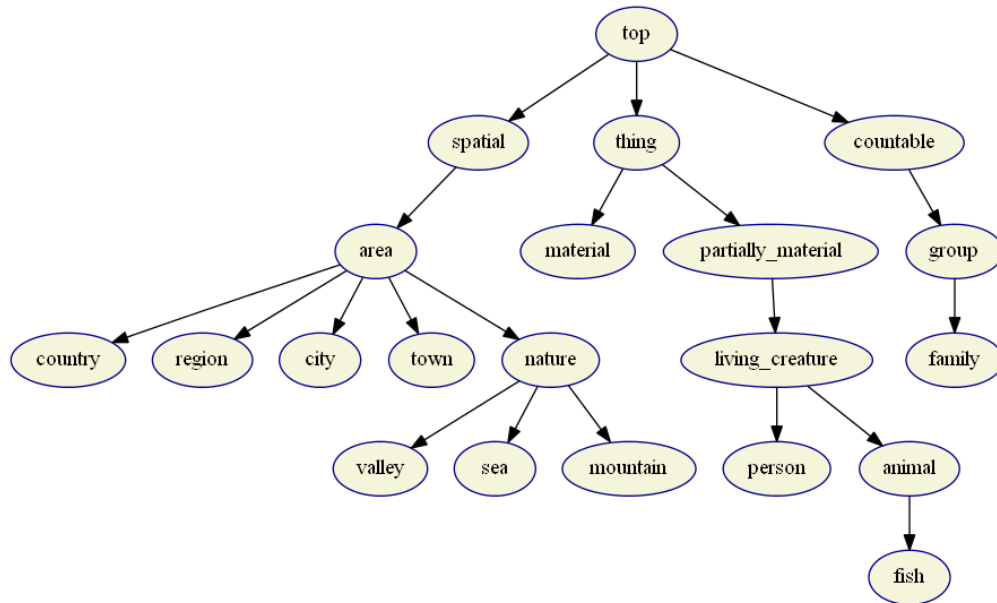 top
spatial
thing
countable
area
material
partially_material
group
country
region
city
town
nature
living_creature
family
valley
sea
mountain
person
animal
fish